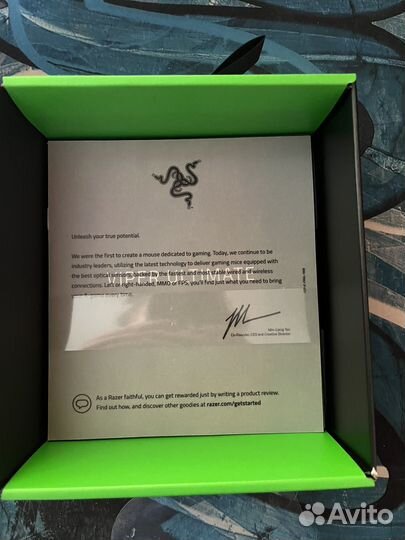 Unleash your true potential.
We were the first to create a mouse dedicated to gaming. Today, we continue to be
industry leaders, utilizing the latest technology to deliver gaming mice equipped with
the best optical sensors, backed by the fastest and most stable wired and wireless
connections. Left or right-handed, MMO or FPS, you'll find just what you need to bring
game every time.
ULTIMATE
Min-Liang Tan
Co-Founder, CEO and Creative Director
As a Razer faithful, you can get rewarded just by writing a product review.
Find out how, and discover other goodies at razer.com/getstarted
Avito